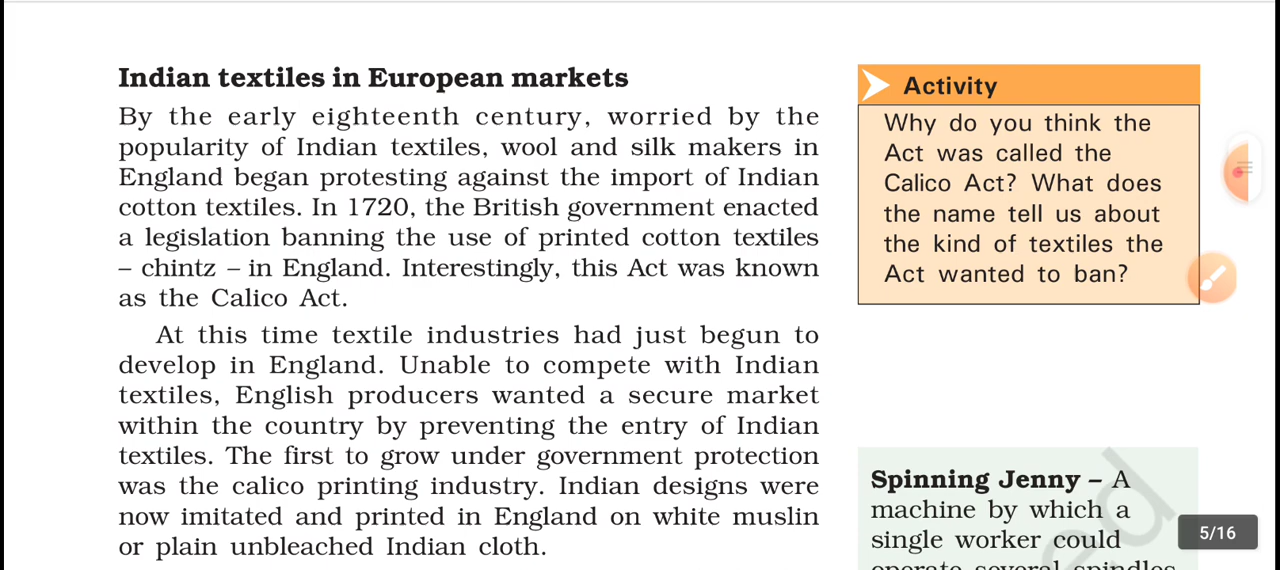 Indian textiles in European markets
By the early eighteenth century, worried by the
popularity of Indian textiles, wool and silk makers in
England began protesting against the import of Indian
cotton textiles. In 1720, the British government enacted
a legislation banning the use of printed cotton textiles
– chintz – in England. Interestingly, this Act was known
as the Calico Act.
At this time textile industries had just begun to
develop in England. Unable to compete with Indian
textiles, English producers wanted a secure market
within the country by preventing the entry of Indian
textiles. The first to grow under government protection
was the calico printing industry. Indian designs were
now imitated and printed in England on white muslin
or plain unbleached Indian cloth.
Activity
Why do you think the
Act was called the
Calico Act? What does
the name tell us about
the kind of textiles the
Act wanted to ban?
Spinning Jenny – A
machine by which a
single worker could
operate several spindles
5/16